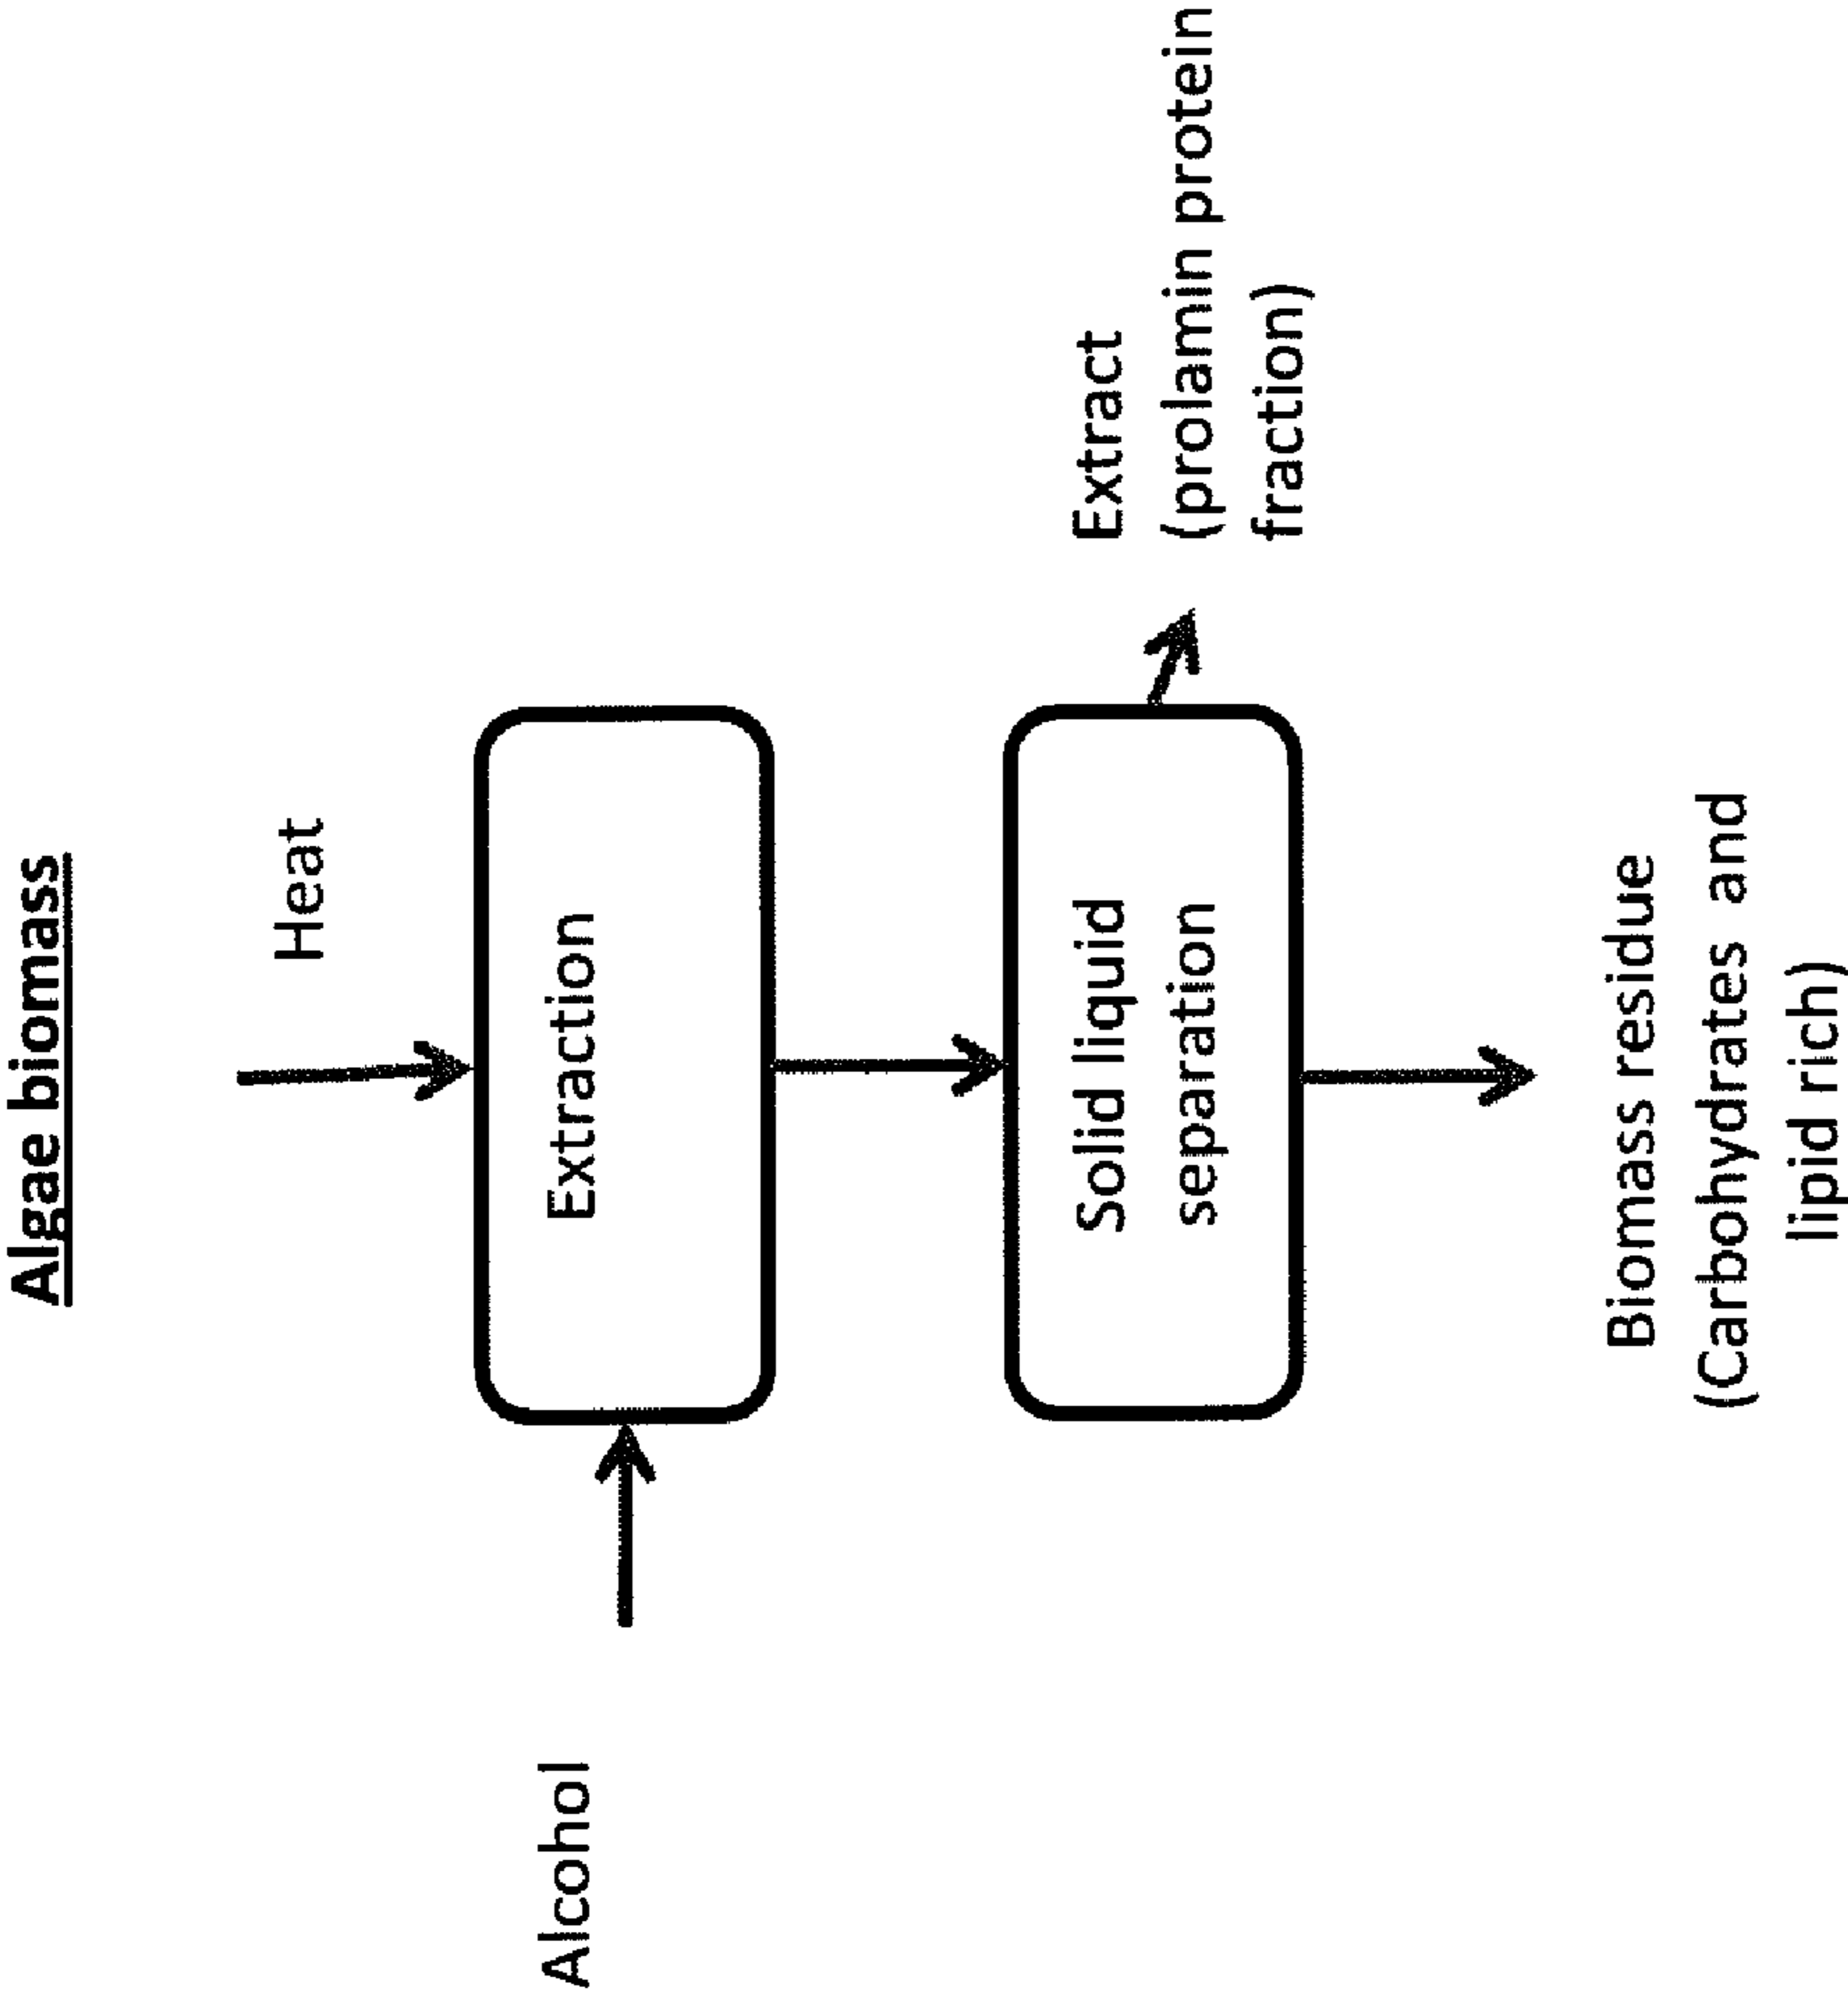 Algae biomass
Heat
Alcohol
Extraction
Solid liquid
separation
Extract
(prolamin protein
fraction)
Biomass residue
(Carbohydrates and
lipid rich)